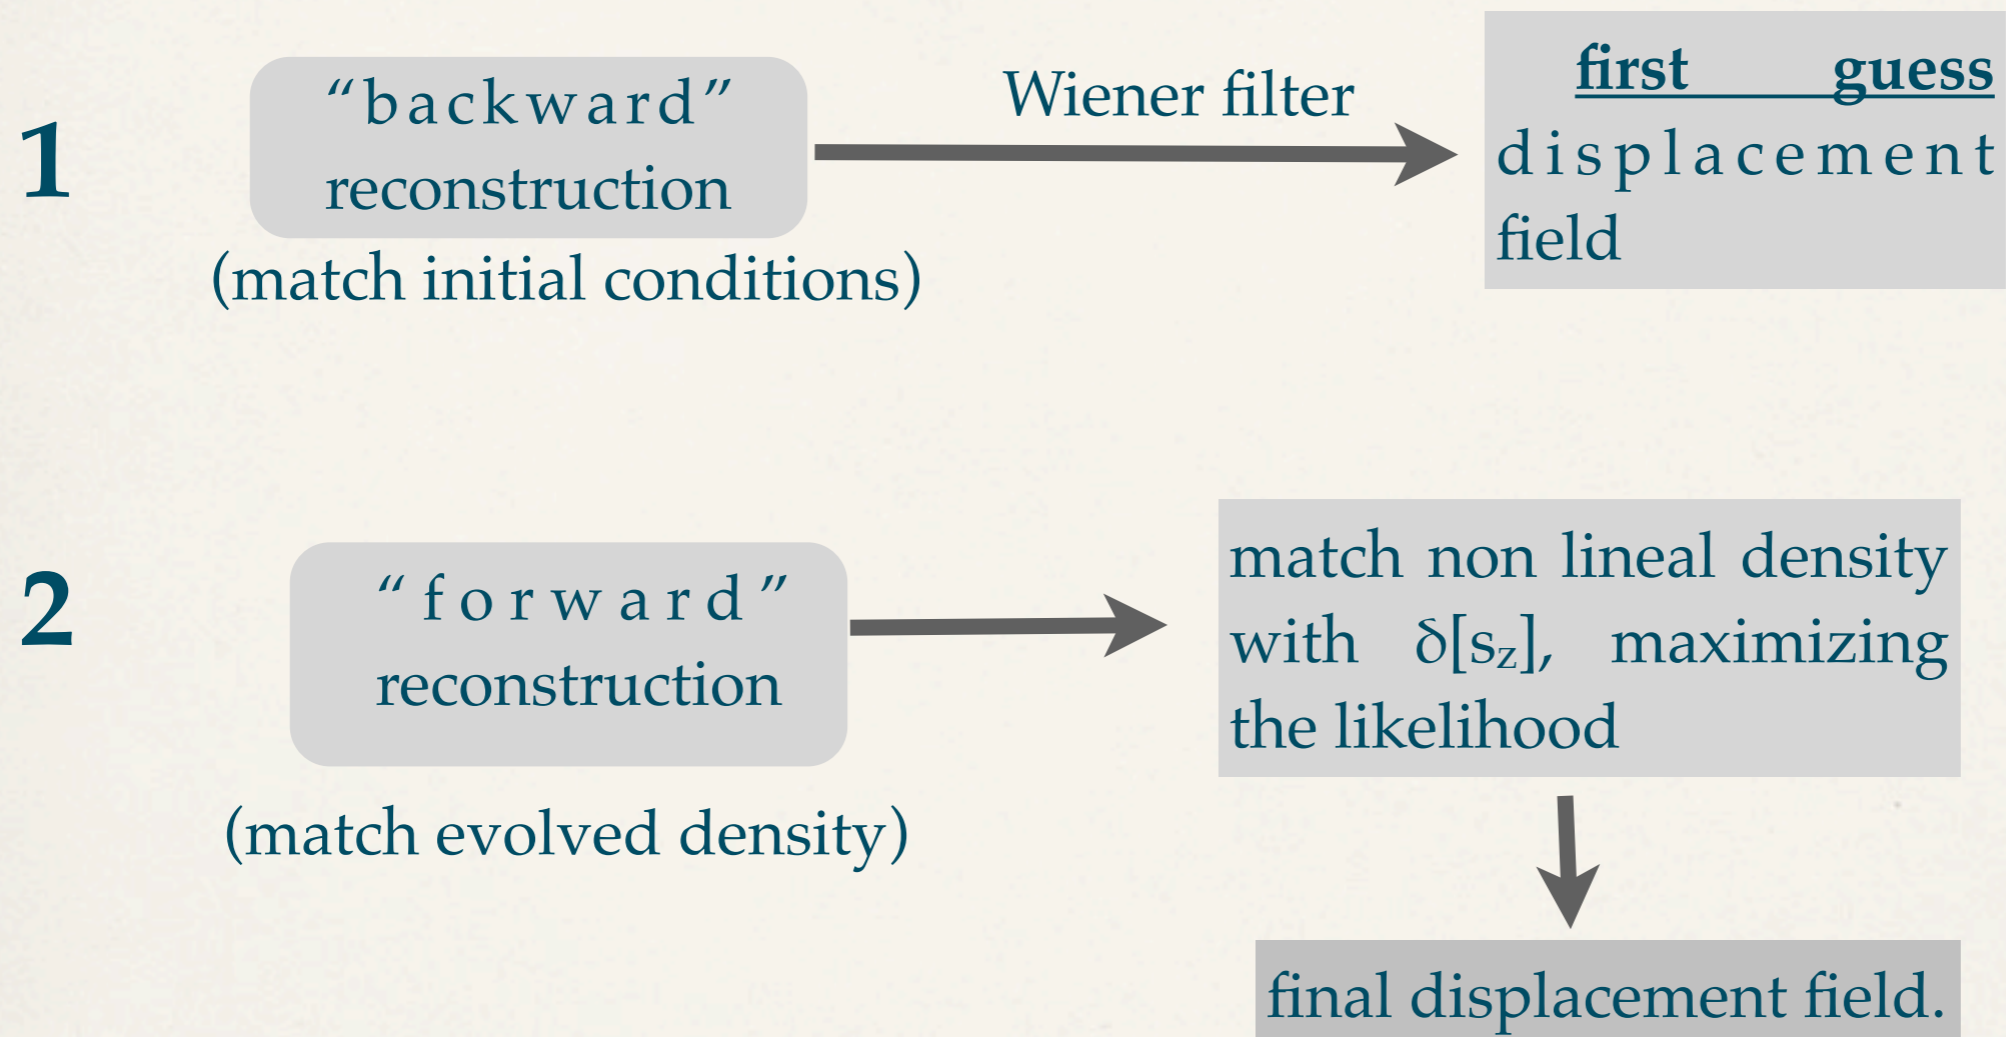 1
“backward”
reconstruction
(match initial conditions)
Wiener filter
first guess
displacement
field
2
“forward”
reconstruction
(match evolved density)
match non lineal density
with δ[s_z], maximizing
the likelihood
final displacement field.